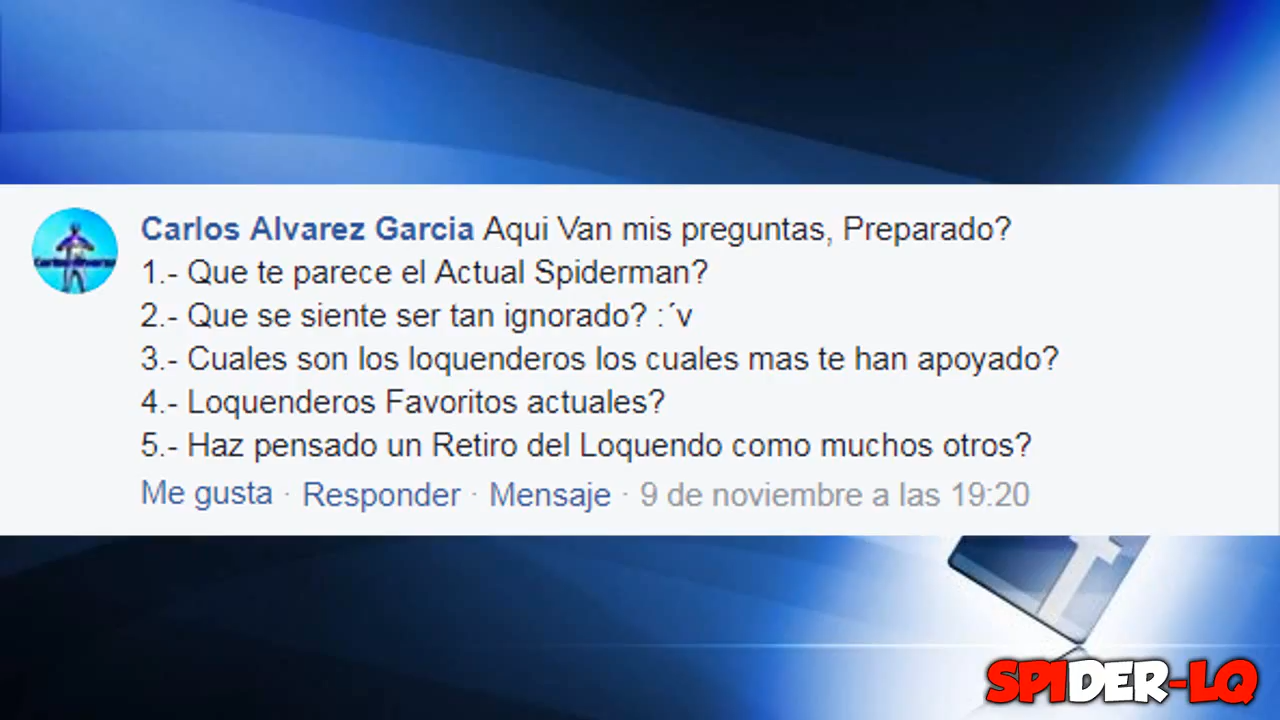 Carlos Alvarez Garcia Aqui Van mis preguntas, Preparado?
1.- Que te parece el Actual Spiderman?
2.- Que se siente ser tan ignorado? :´v
3.- Cuales son los loquenderos los cuales mas te han apoyado?
4.- Loquenderos Favoritos actuales?
5.- Haz pensado un Retiro del Loquendo como muchos otros?
Me gusta · Responder · Mensaje · 9 de noviembre a las 19:20
SPIDER-LQ